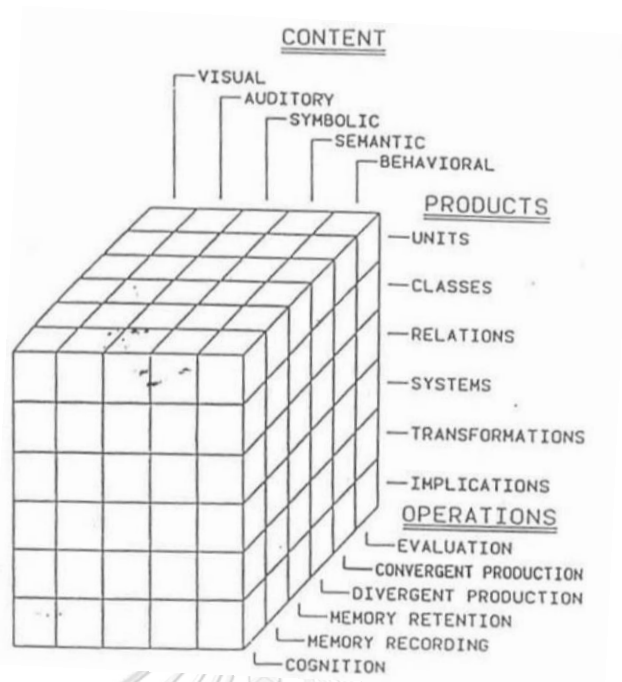 CONTENT
VISUAL
AUDITORY
SYMBOLIC
SEMANTIC
BEHAVIORAL
PRODUCTS
UNITS
CLASSES
RELATIONS
SYSTEMS
TRANSFORMATIONS
IMPLICATIONS
OPERATIONS
EVALUATION
CONVERGENT PRODUCTION
DIVERGENT PRODUCTION
MEMORY RETENTION
MEMORY RECORDING
COGNITION